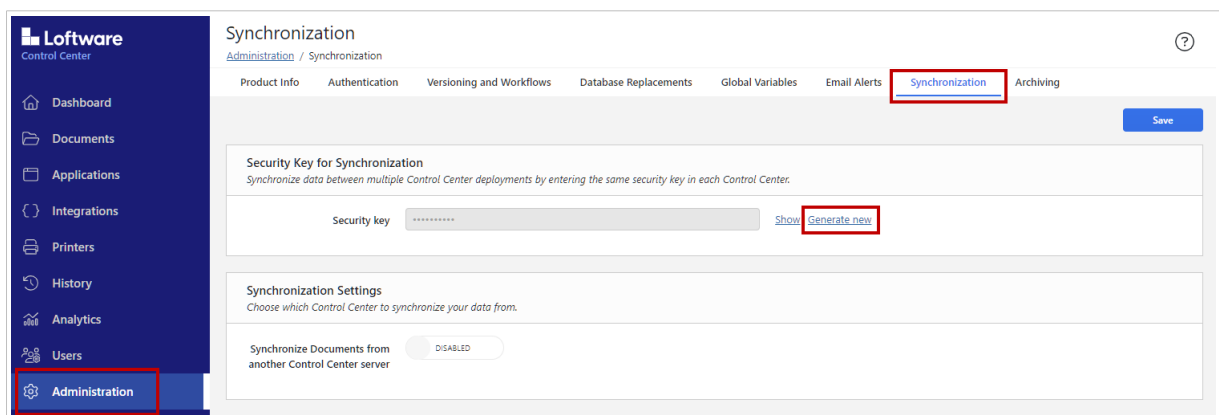 Loftware
Control Center
Dashboard
Documents
Applications
Integrations
Printers
History
Analytics
Users
Administration
Synchronization
Administration / Synchronization
?
Product Info Authentication Versioning and Workflows Database Replacements Global Variables Email Alerts Synchronization Archiving
Save
Security Key for Synchronization
Synchronize data between multiple Control Center deployments by entering the same security key in each Control Center.
Security key •••••••••• Show Generate new
Synchronization Settings
Choose which Control Center to synchronize your data from.
Synchronize Documents from
another Control Center server
DISABLED